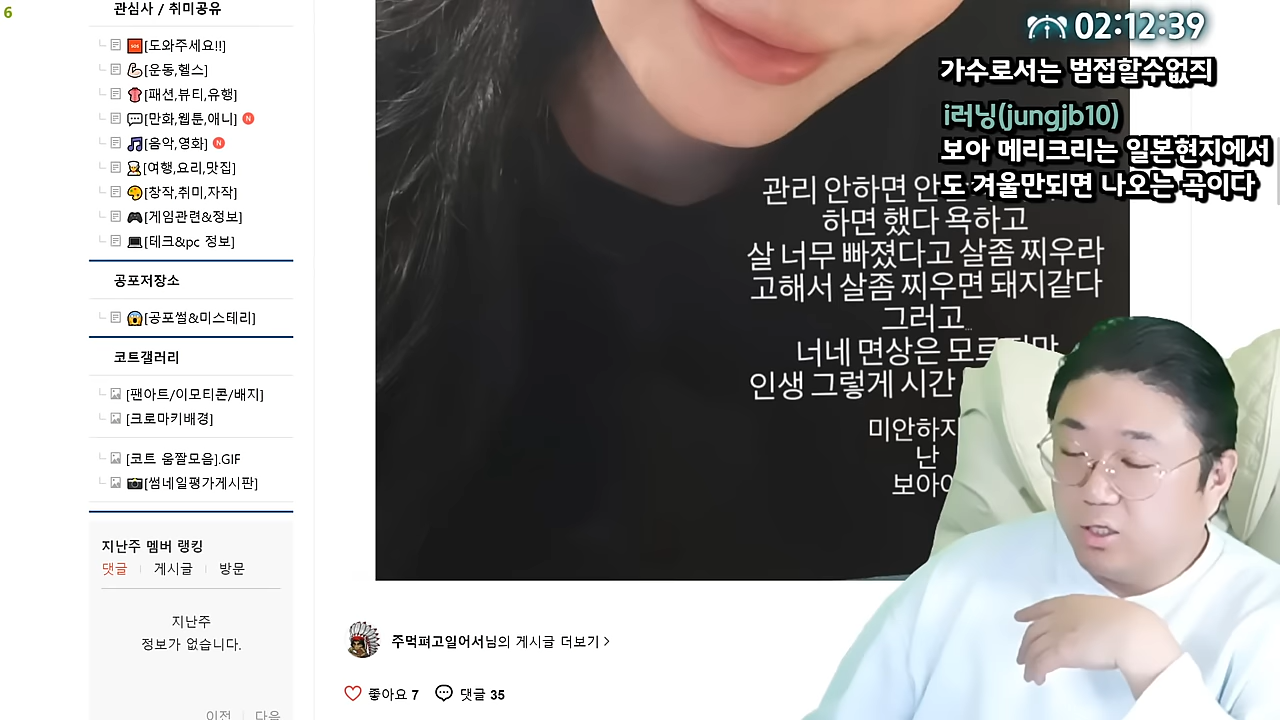 6
관심사 / 취미공유
[도와주세요!!]
[운동,헬스]
[패션,뷰티,유행]
[만화,웹툰,애니] N
[음악,영화] N
[여행,요리,맛집]
[창작,취미,자작]
[게임관련&정보]
[테크&pc 정보]
공포저장소
[공포썰&미스테리]
코트갤러리
[팬아트/이모티콘/배지]
[크로마키배경]
[코트 움짤모음].GIF
[썸네일평가게시판]
지난주 멤버 랭킹
댓글 게시글 방문
지난주
정보가 없습니다.
이전 다음
02:12:39
가수로서는 범접할수없즤
i러닝(jungjb10)
보아 메리크리는 일본현지에서
도 겨울만되면 나오는 곡이다
관리 안하면
하면 했다 욕하고
살 너무 빠졌다고 살좀 찌우라
고해서 살좀 찌우면 돼지같다
그러고...
너네 면상은
인생 그렇게 시간
미안하지
난
보아
주먹펴고일어서님의 게시글 더보기 >
좋아요 7 댓글 35